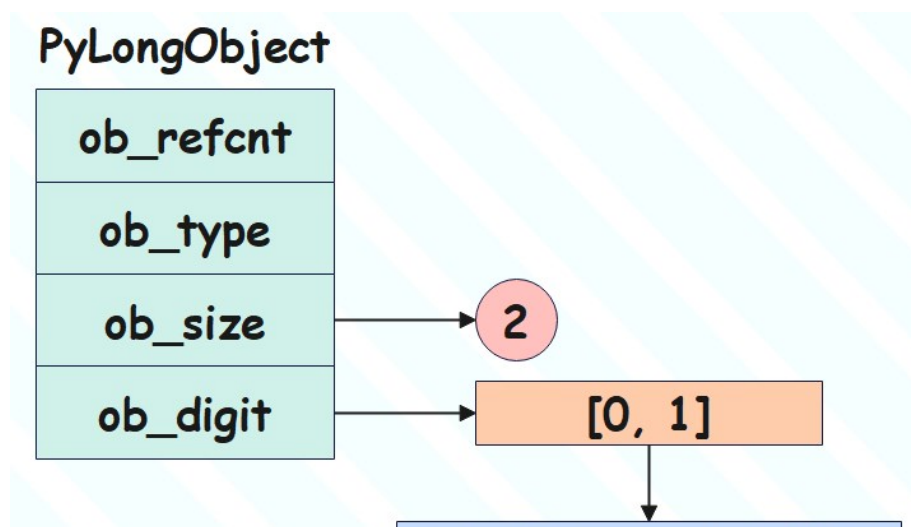 PyLongObject
ob_refcnt
ob_type
ob_size
2
ob_digit
[0, 1]